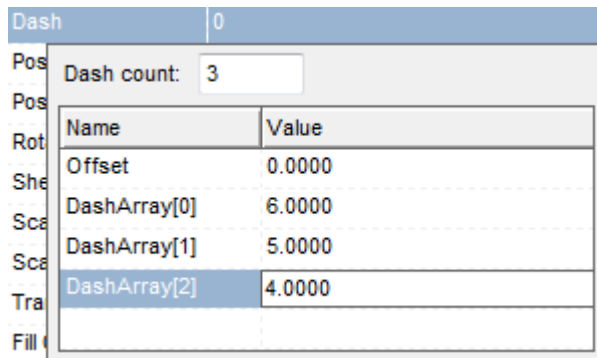 Dash 0
Dash count: 3
Name Value
Offset 0.0000
DashArray[0] 6.0000
DashArray[1] 5.0000
DashArray[2] 4.0000
Pos
Pos
Rot
She
Sca
Sca
Tra
Fill